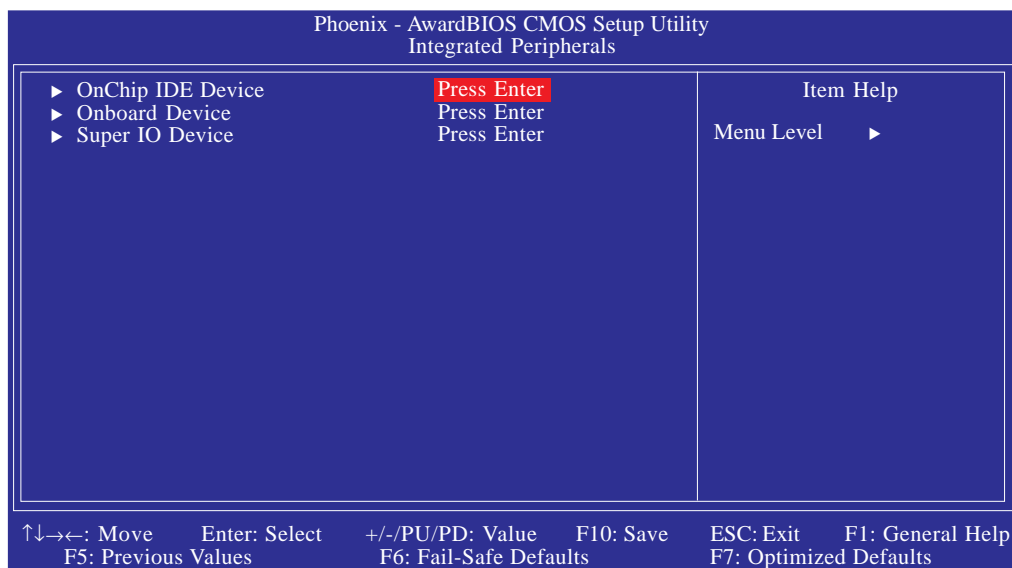 Phoenix - AwardBIOS CMOS Setup Utility
Integrated Peripherals
▶ OnChip IDE Device Press Enter
▶ Onboard Device Press Enter
▶ Super IO Device Press Enter
Item Help
Menu Level ▶
↑↓→←: Move Enter: Select +/-/PU/PD: Value F10: Save ESC: Exit F1: General Help
F5: Previous Values F6: Fail-Safe Defaults F7: Optimized Defaults